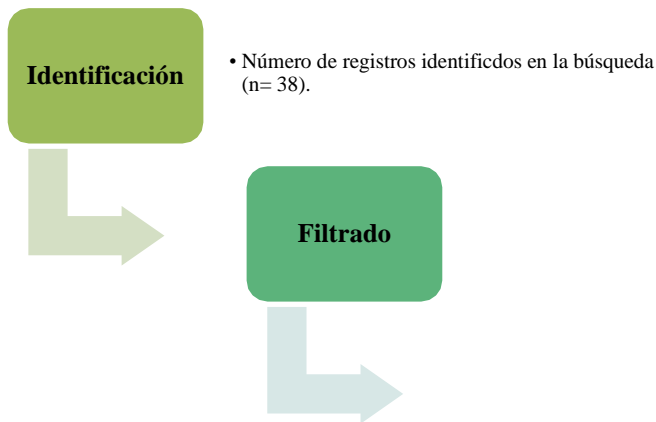 Identificación
• Número de registros identificdos en la búsqueda
(n= 38).
Filtrado